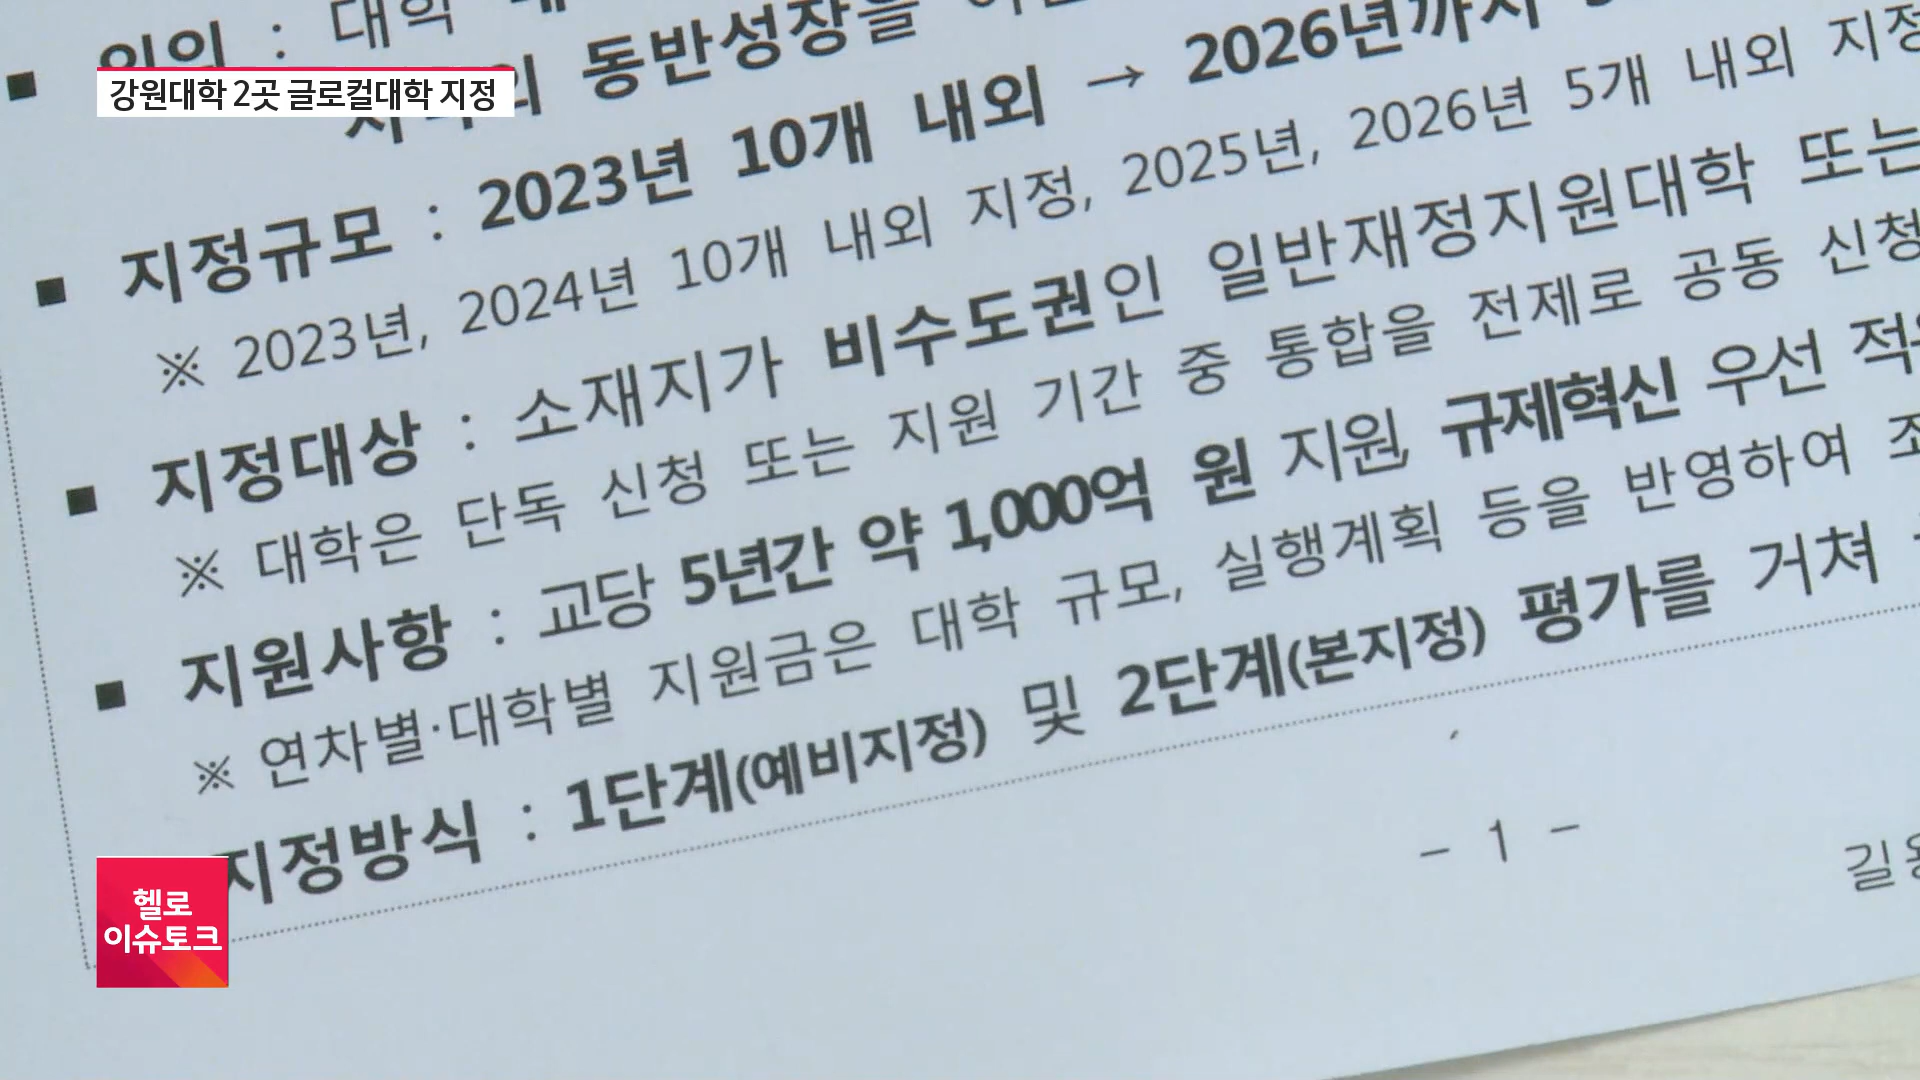 강원대학 2곳 글로컬대학 지정
: 대학
동반성장을
■ 지정규모 : 2023년 10개 내외 → 2026년까지
※ 2023년, 2024년 10개 내외 지정, 2025년, 2026년 5개 내외 지정
■ 지정대상 : 소재지가 비수도권인 일반재정지원대학 또는
※ 대학은 단독 신청 또는 지원 기간 중 통합을 전제로 공동 신청
■ 지원사항 : 교당 5년간 약 1,000억 원 지원, 규제혁신 우선
※ 연차별·대학별 지원금은 대학 규모, 실행계획 등을 반영하여
지정방식 : 1단계(예비지정) 및 2단계(본지정) 평가를 거쳐
- 1 -
헬로
이슈토크